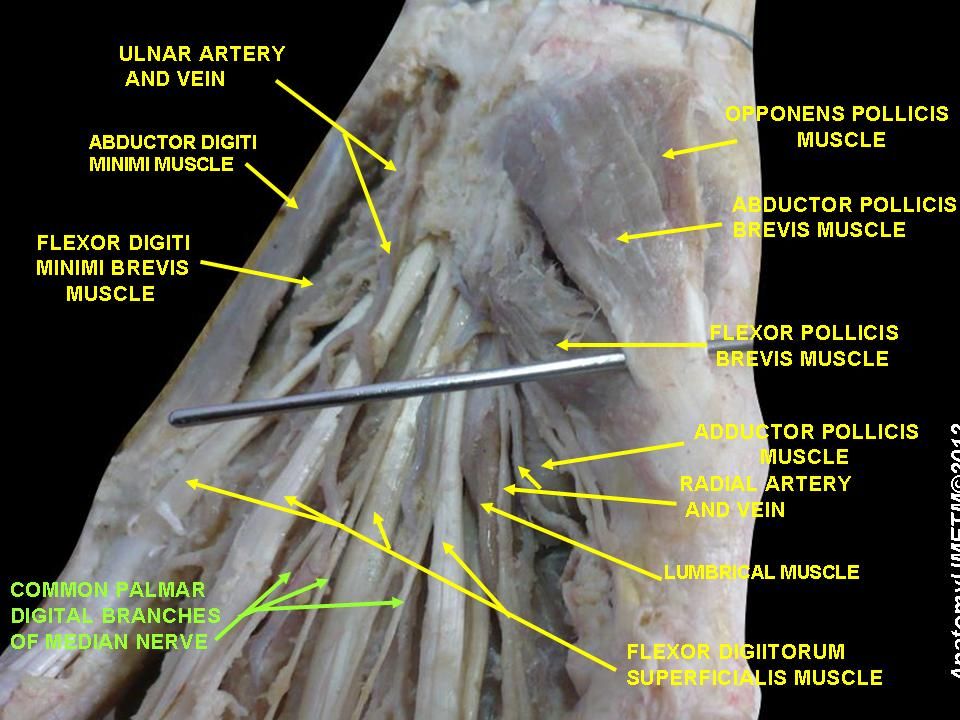 ULNAR ARTERY
AND VEIN
ABDUCTOR DIGITI
MINIMI MUSCLE
FLEXOR DIGITI
MINIMI BREVIS
MUSCLE
OPPONENS POLLICIS
MUSCLE
ABDUCTOR POLLICIS
BREVIS MUSCLE
FLEXOR POLLICIS
BREVIS MUSCLE
ADDUCTOR POLLICIS
MUSCLE
RADIAL ARTERY
AND VEIN
LUMBRICAL MUSCLE
COMMON PALMAR
DIGITAL BRANCHES
OF MEDIAN NERVE
FLEXOR DIGIITORUM
SUPERFICIALIS MUSCLE